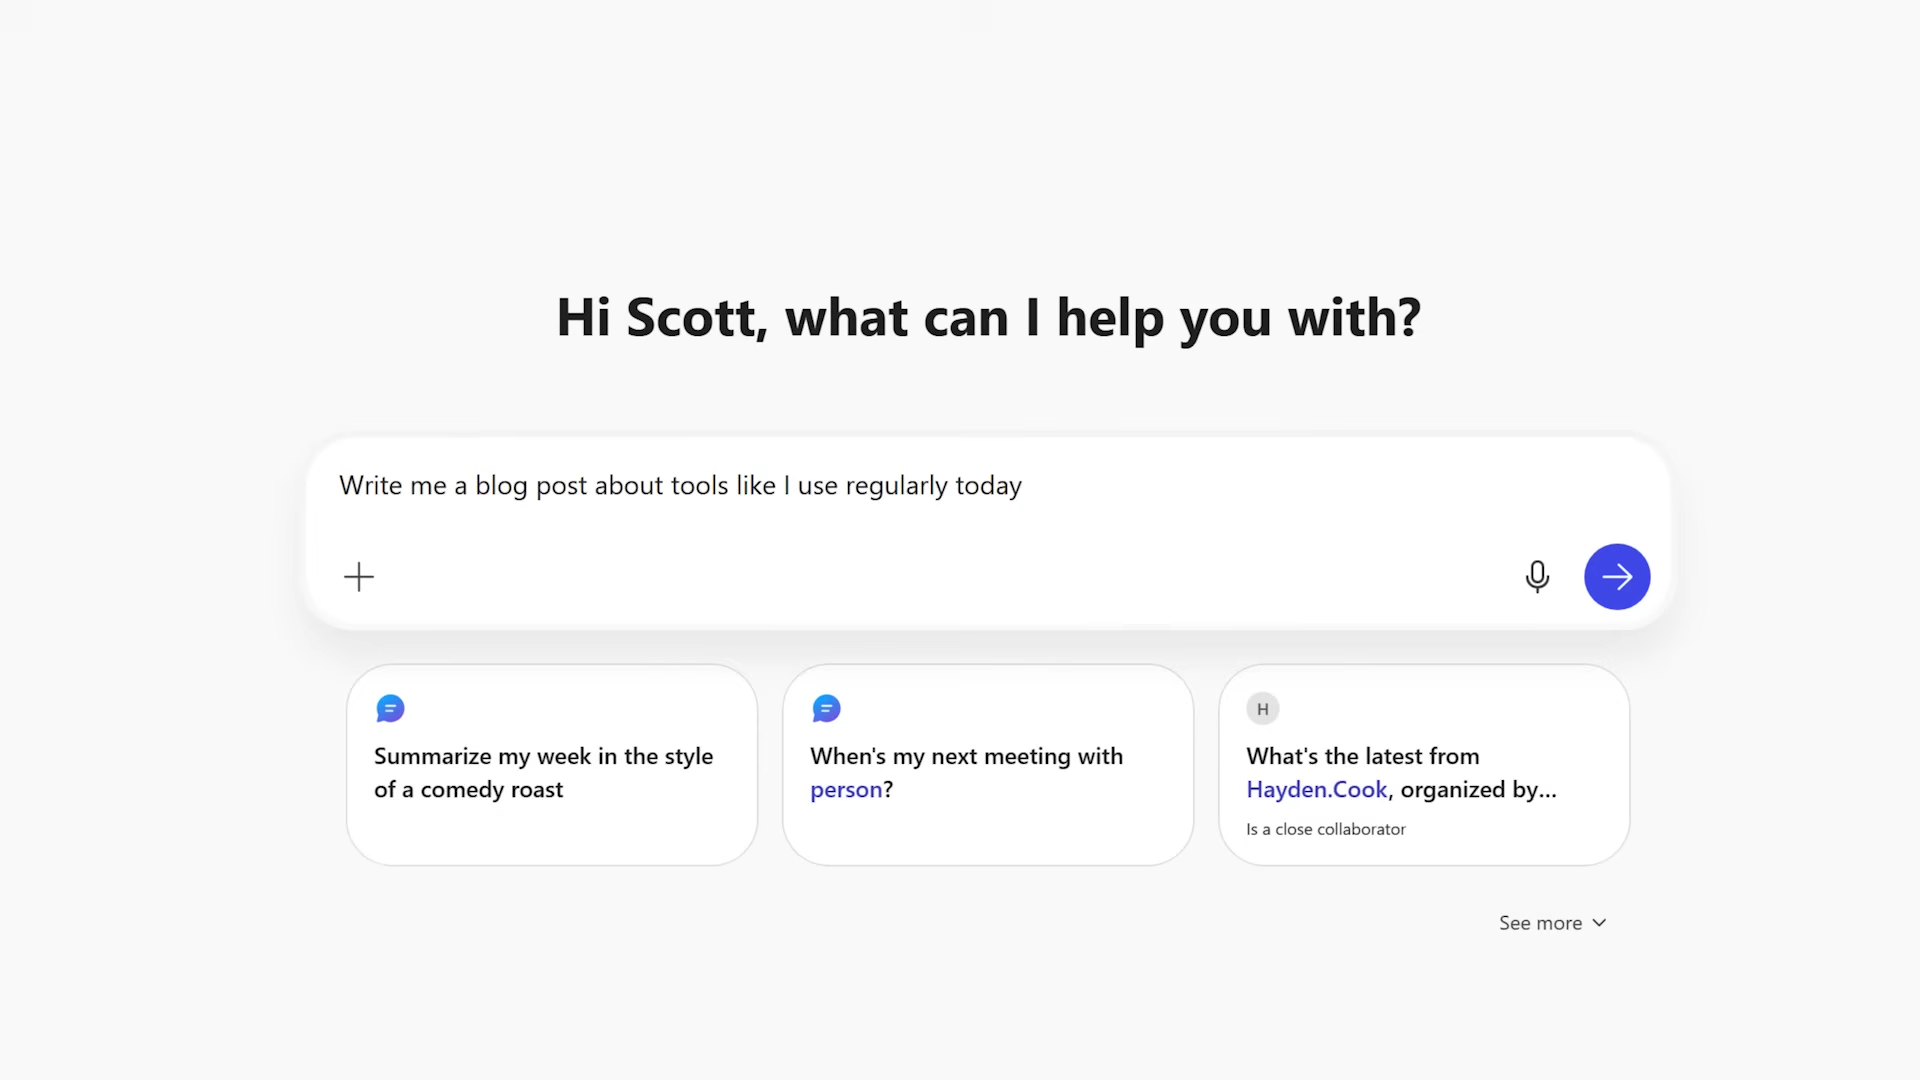 Hi Scott, what can I help you with?
Write me a blog post about tools like I use regularly today
Summarize my week in the style
of a comedy roast
When's my next meeting with
person?
H
What's the latest from
Hayden.Cook, organized by...
Is a close collaborator
See more